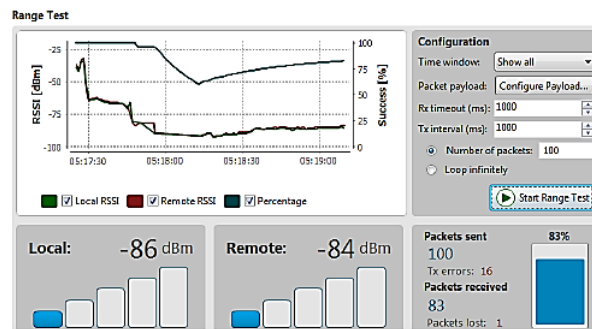 Range Test
-25
-50
-75
-100
RSSI [dBm]
100
75
50
25
0
Success [%]
05:17:30 05:18:00 05:18:30 05:19:00
Local RSSI Remote RSSI Percentage
Configuration
Time window: Show all
Packet payload: Configure Payload...
Rx timeout (ms): 1000
Tx interval (ms): 1000
Number of packets: 100
Loop infinitely
Start Range Test
Local: -86 dBm
Remote: -84 dBm
Packets sent 83%
100
Tx errors: 16
Packets received
83
Packets lost: 1